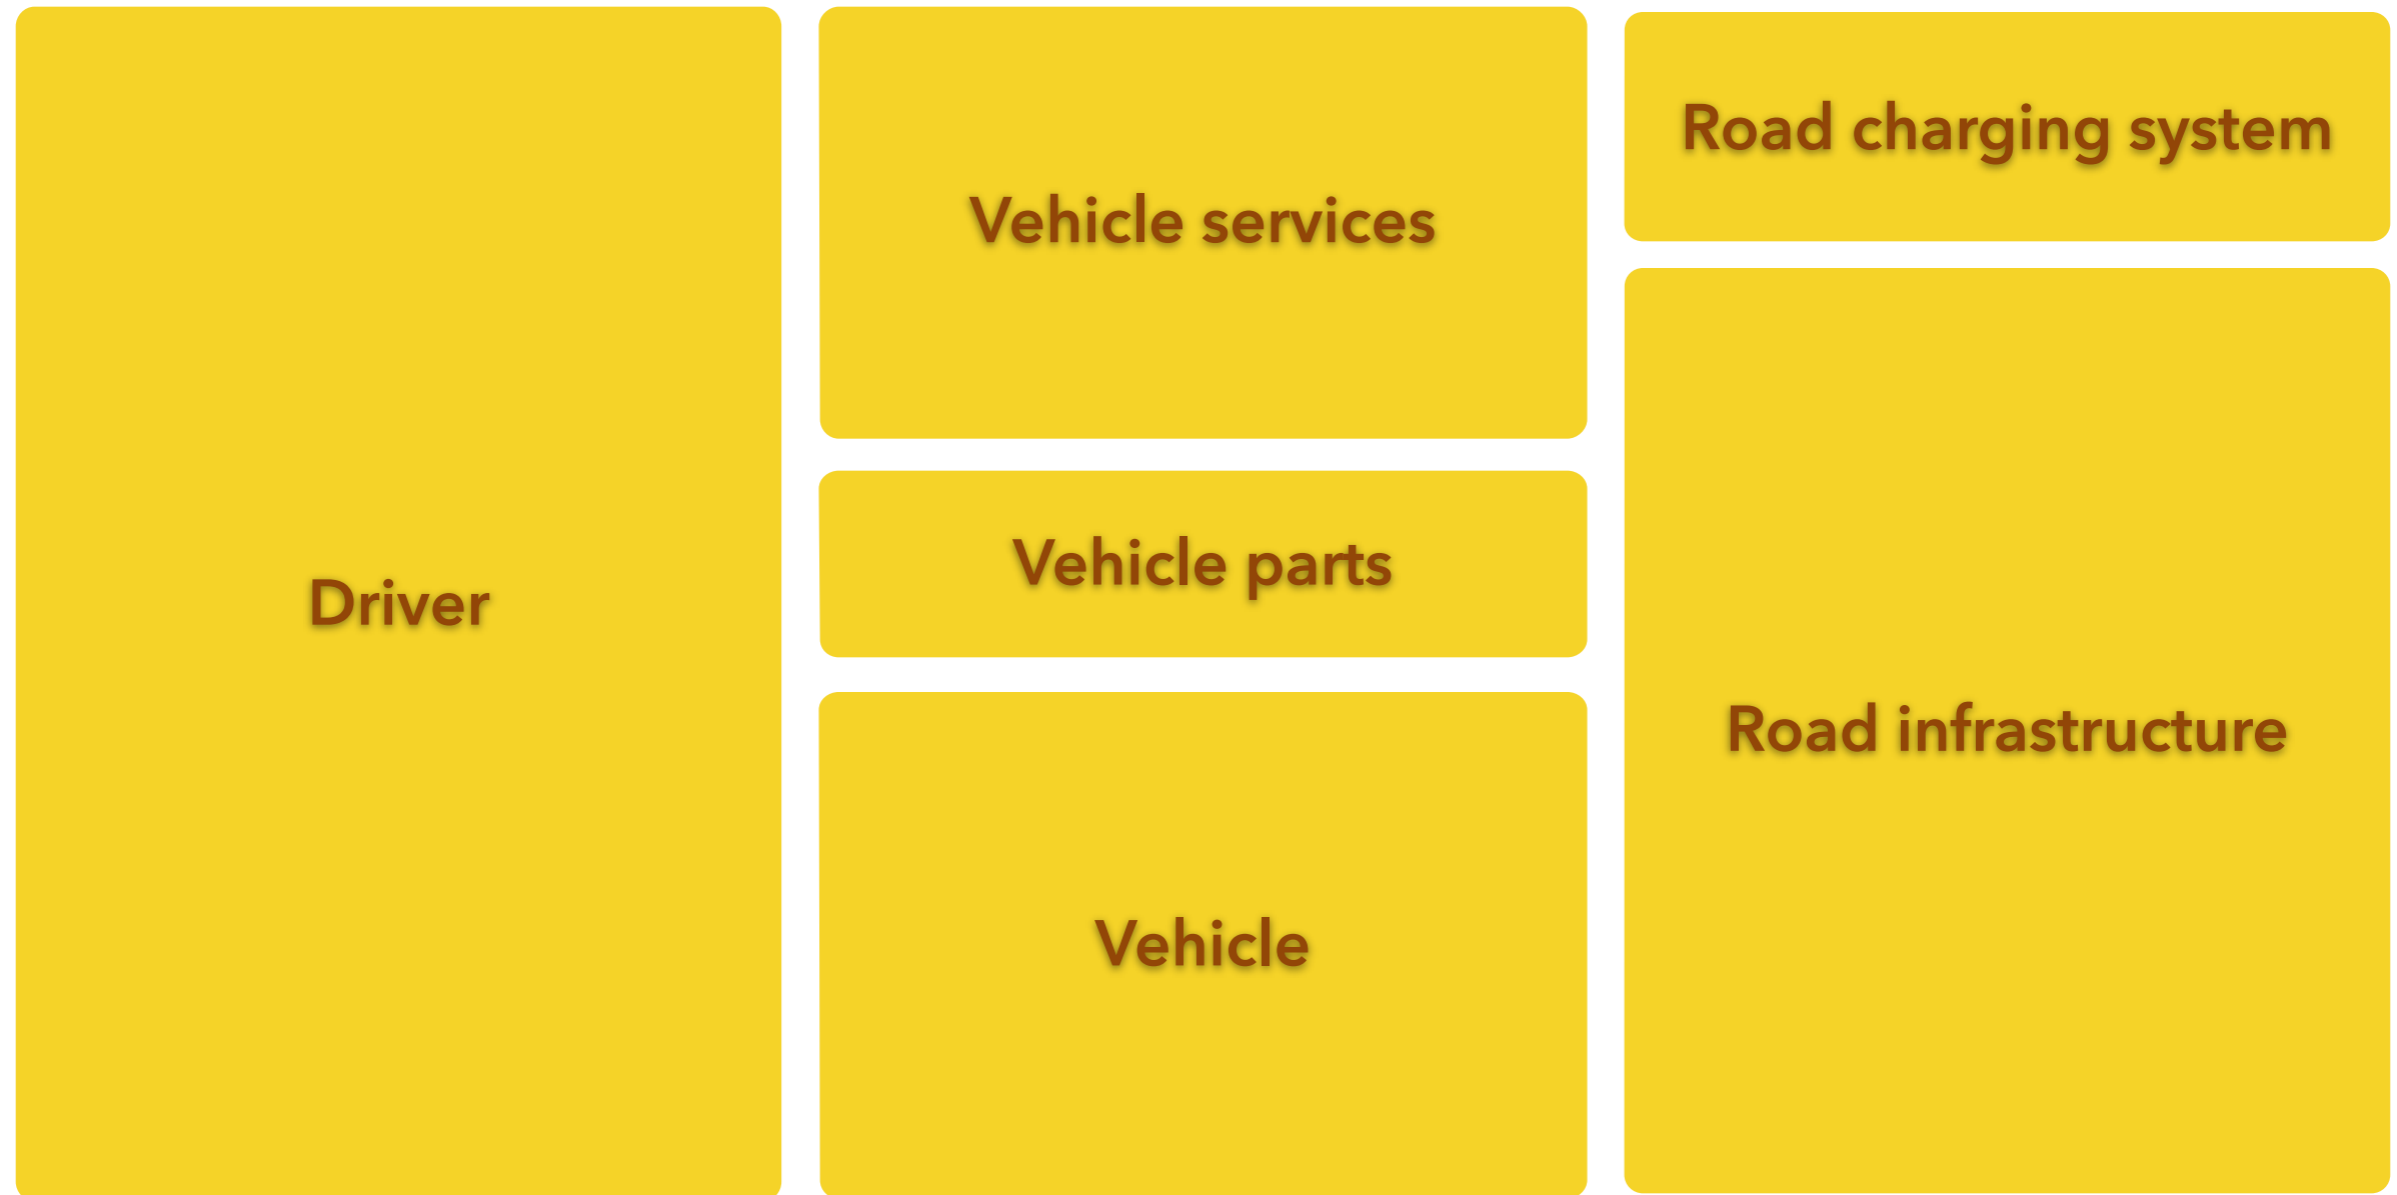 Driver
Vehicle services
Vehicle parts
Vehicle
Road charging system
Road infrastructure